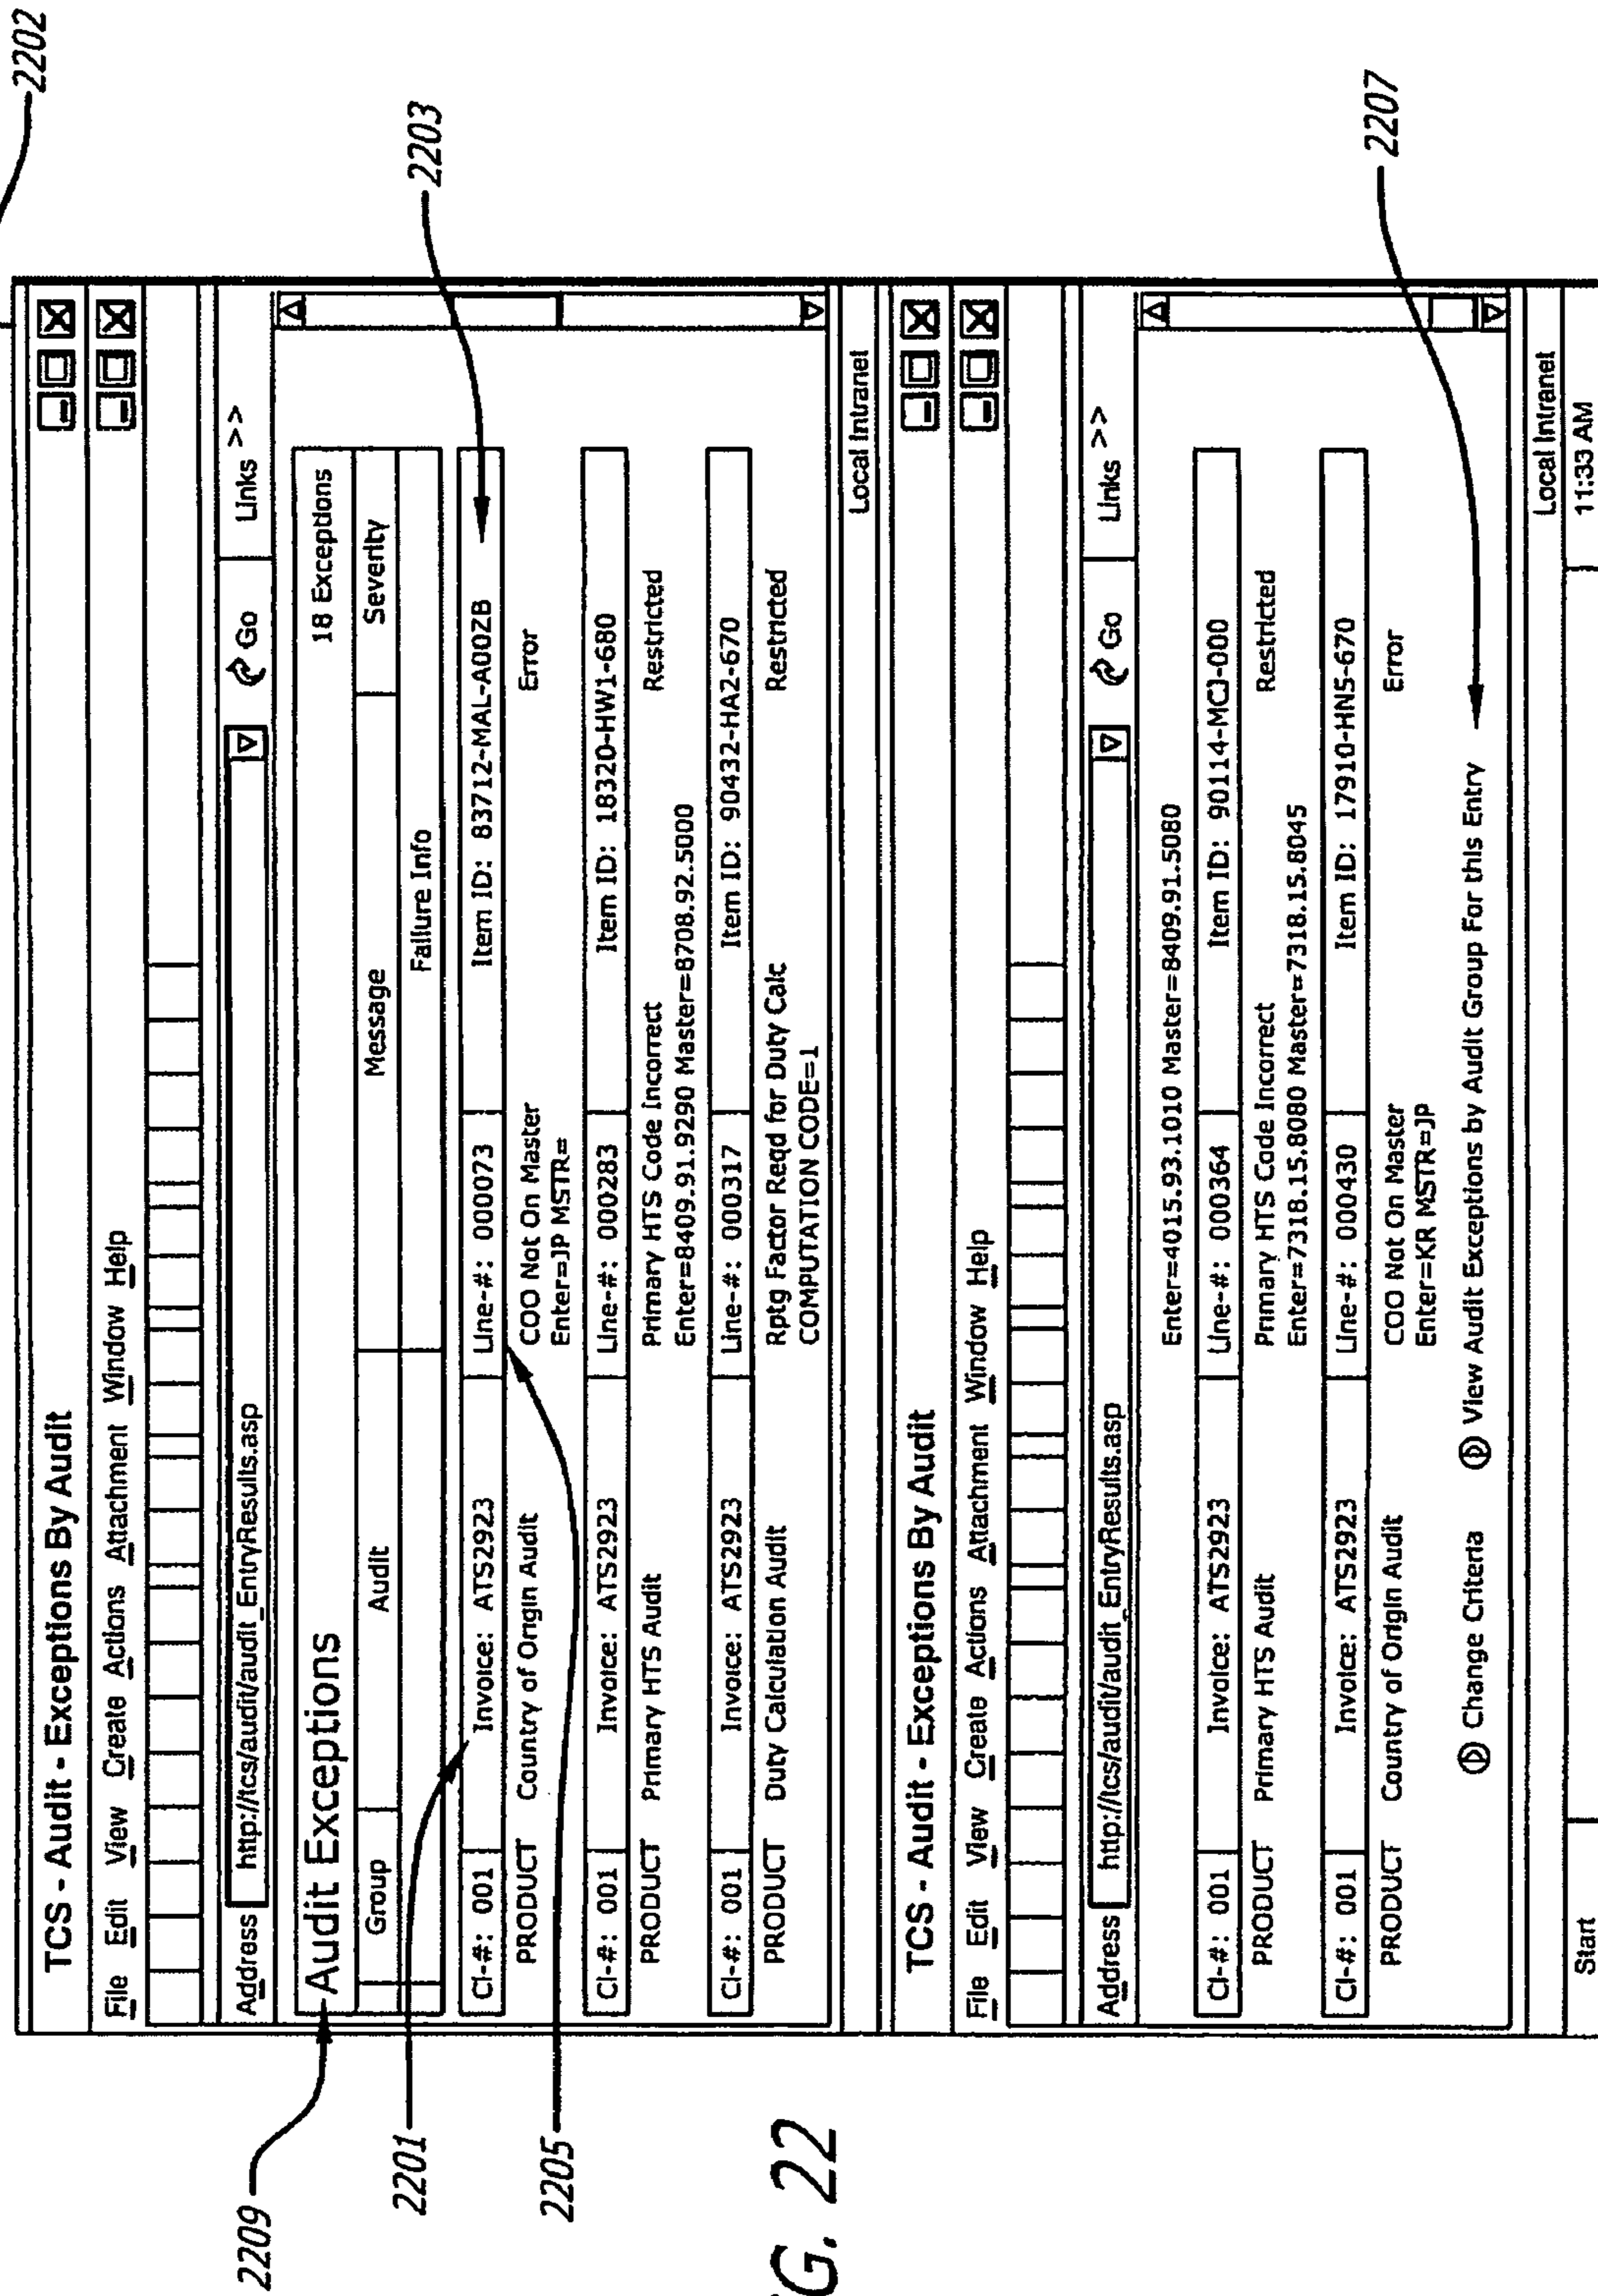 2202
TCS - Audit - Exceptions By Audit
File Edit View Create Actions Attachment Window Help
Address http://tcs/audit/audit_EntryResults.asp Go Links >>
2209
Audit Exceptions 18 Exceptions
Group Audit Message Severity
Failure Info
2201
2203
CI-#: 001 Invoice: ATS2923 Line-#: 000073 Item ID: 83712-MAL-A00ZB
PRODUCT Country of Origin Audit COO Not On Master Error
Enter=JP MSTR=
2205
CI-#: 001 Invoice: ATS2923 Line-#: 000283 Item ID: 18320-HW1-680
PRODUCT Primary HTS Audit Primary HTS Code Incorrect Restricted
Enter=8409.91.9290 Master=8708.92.5000
CI-#: 001 Invoice: ATS2923 Line-#: 000317 Item ID: 90432-HA2-670
PRODUCT Duty Calculation Audit Rptg Factor Reqd for Duty Calc Restricted
COMPUTATION CODE=1
Local Intranet
G. 22
TCS - Audit - Exceptions By Audit
File Edit View Create Actions Attachment Window Help
Address http://tcs/audit/audit_EntryResults.asp Go Links >>
Enter=4015.93.1010 Master=8409.91.5080
CI-#: 001 Invoice: ATS2923 Line-#: 000364 Item ID: 90114-MCJ-000
PRODUCT Primary HTS Audit Primary HTS Code Incorrect Restricted
Enter=7318.15.8080 Master=7318.15.8045
CI-#: 001 Invoice: ATS2923 Line-#: 000430 Item ID: 17910-HN5-670
PRODUCT Country of Origin Audit COO Not On Master Error
Enter=KR MSTR=JP
2207
Change Criteria View Audit Exceptions by Audit Group For this Entry
Local Intranet
Start 11:33 AM